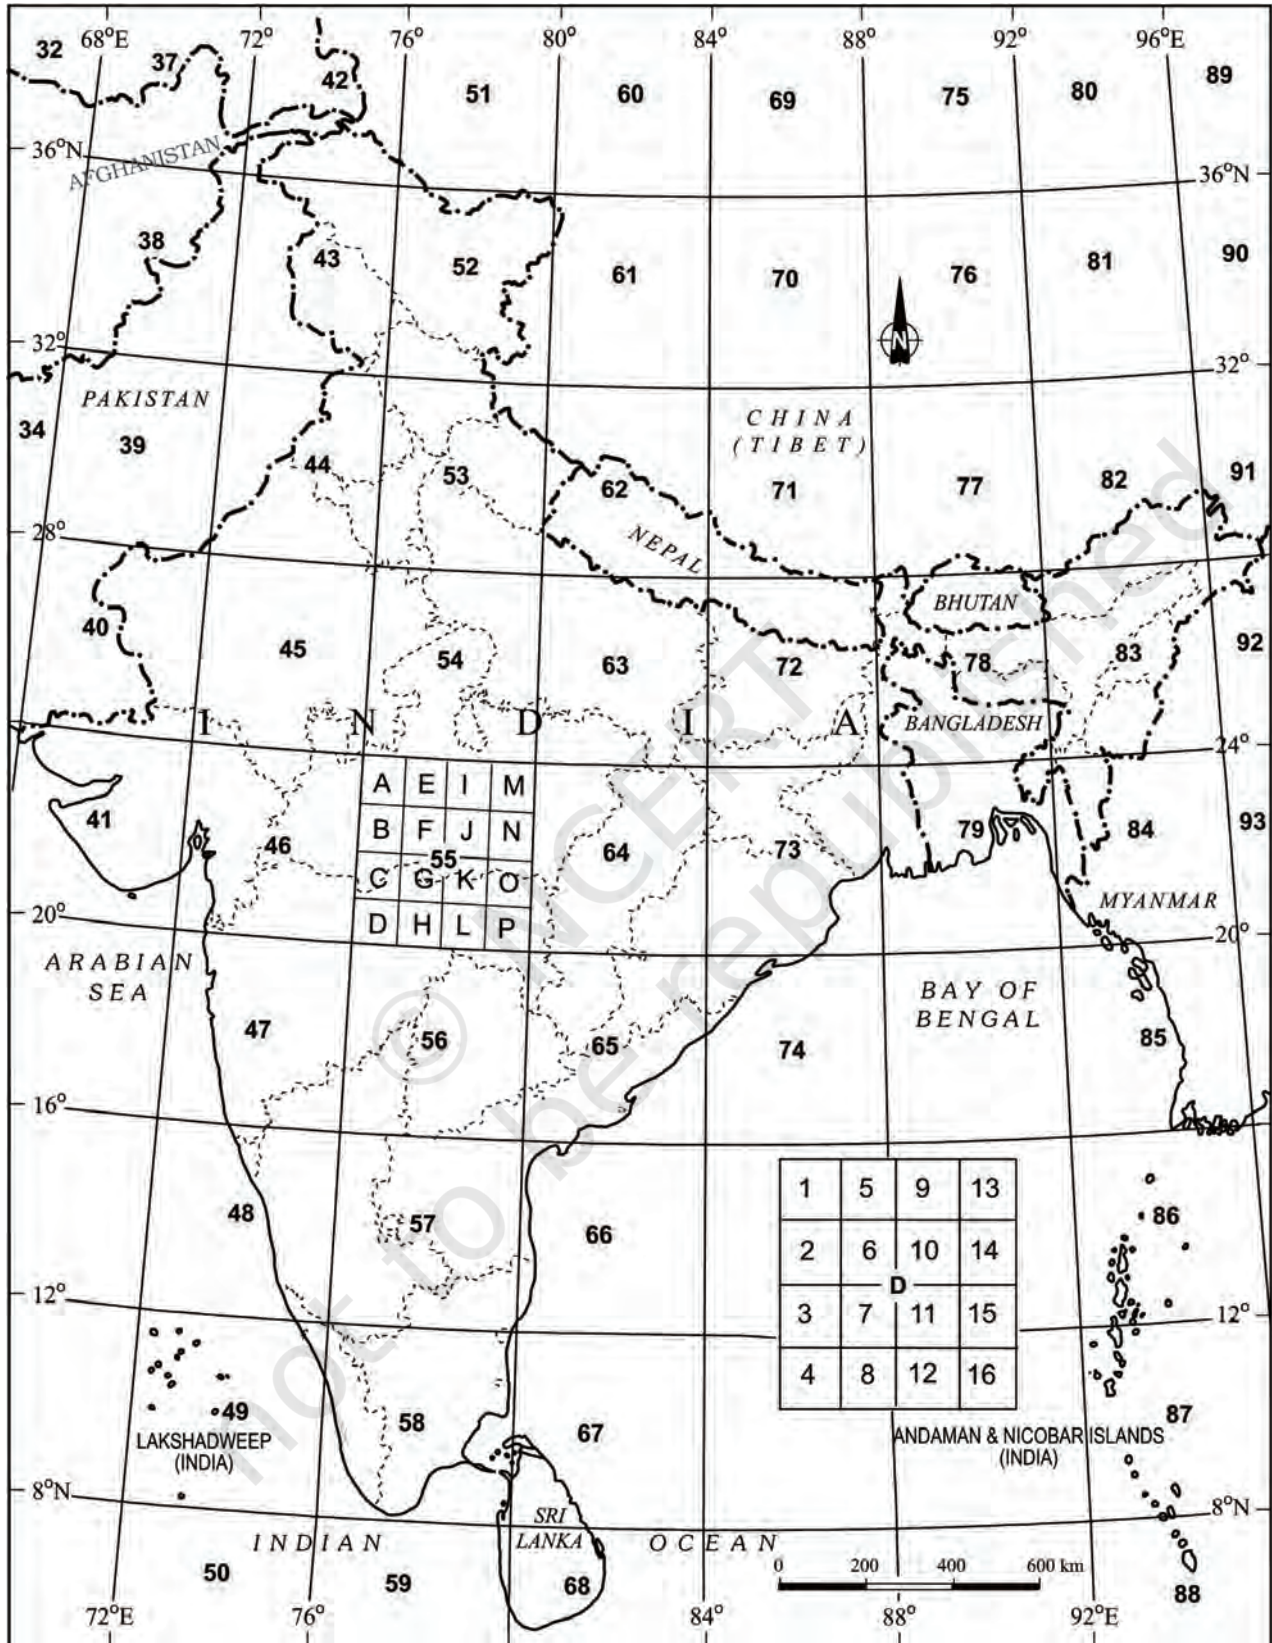 68°E 72° 76° 80° 84° 88° 92° 96°E
32 37 42 51 60 69 75 80 89
36°N AFGHANISTAN 36°N
38 43 52 61 70 76 81 90
N
32° 32°
PAKISTAN
CHINA
(TIBET)
34 39 44 53 62 71 77 82 91
28°
NEPAL
BHUTAN
40 45 54 63 72 78 83 92
I N D I A
BANGLADESH
24°
A E I M
B F J N
55
C G K O
D H L P
41 46 64 73 79 84 93
MYANMAR
20° 20°
ARABIAN
SEA
BAY OF
BENGAL
47 56 65 74 85
16°
1 5 9 13
2 6 10 14
D
3 7 11 15
4 8 12 16
48 57 66 86
12° 12°
49 58 67 87
LAKSHADWEEP
(INDIA)
ANDAMAN & NICOBAR ISLANDS
(INDIA)
8°N 8°N
SRI
LANKA
INDIAN OCEAN
0 200 400 600 km
50 59 68 88
72°E 76° 84° 88° 92°E
© NCERT
not to be republished